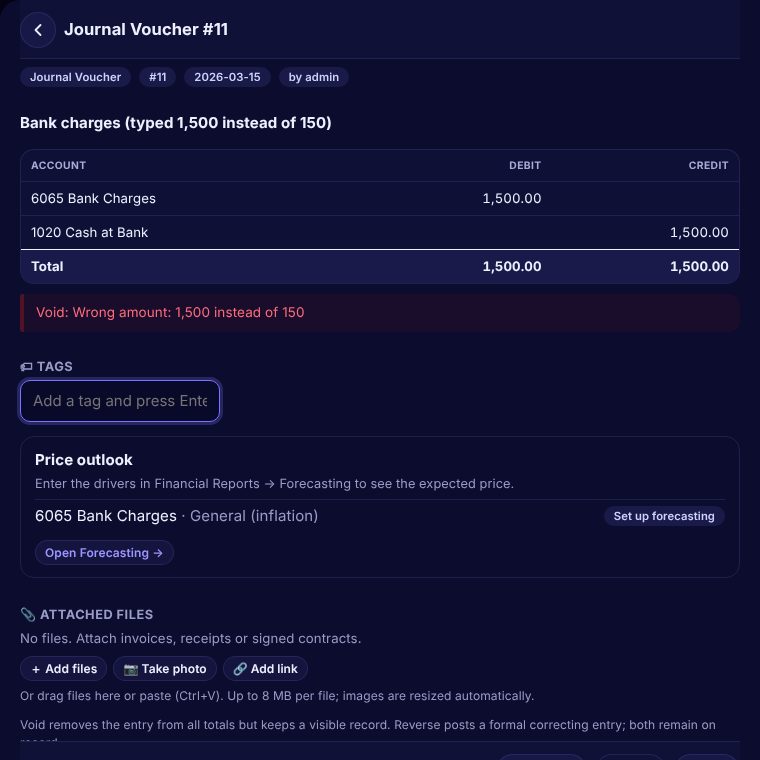 Journal Voucher #11
Journal Voucher #11 2026-03-15 by admin
Bank charges (typed 1,500 instead of 150)
ACCOUNT DEBIT CREDIT
6065 Bank Charges 1,500.00
1020 Cash at Bank 1,500.00
Total 1,500.00 1,500.00
Void: Wrong amount: 1,500 instead of 150
TAGS
Add a tag and press Ente
Price outlook
Enter the drivers in Financial Reports → Forecasting to see the expected price.
6065 Bank Charges · General (inflation) Set up forecasting
Open Forecasting →
ATTACHED FILES
No files. Attach invoices, receipts or signed contracts.
+ Add files Take photo Add link
Or drag files here or paste (Ctrl+V). Up to 8 MB per file; images are resized automatically.
Void removes the entry from all totals but keeps a visible record. Reverse posts a formal correcting entry; both remain on